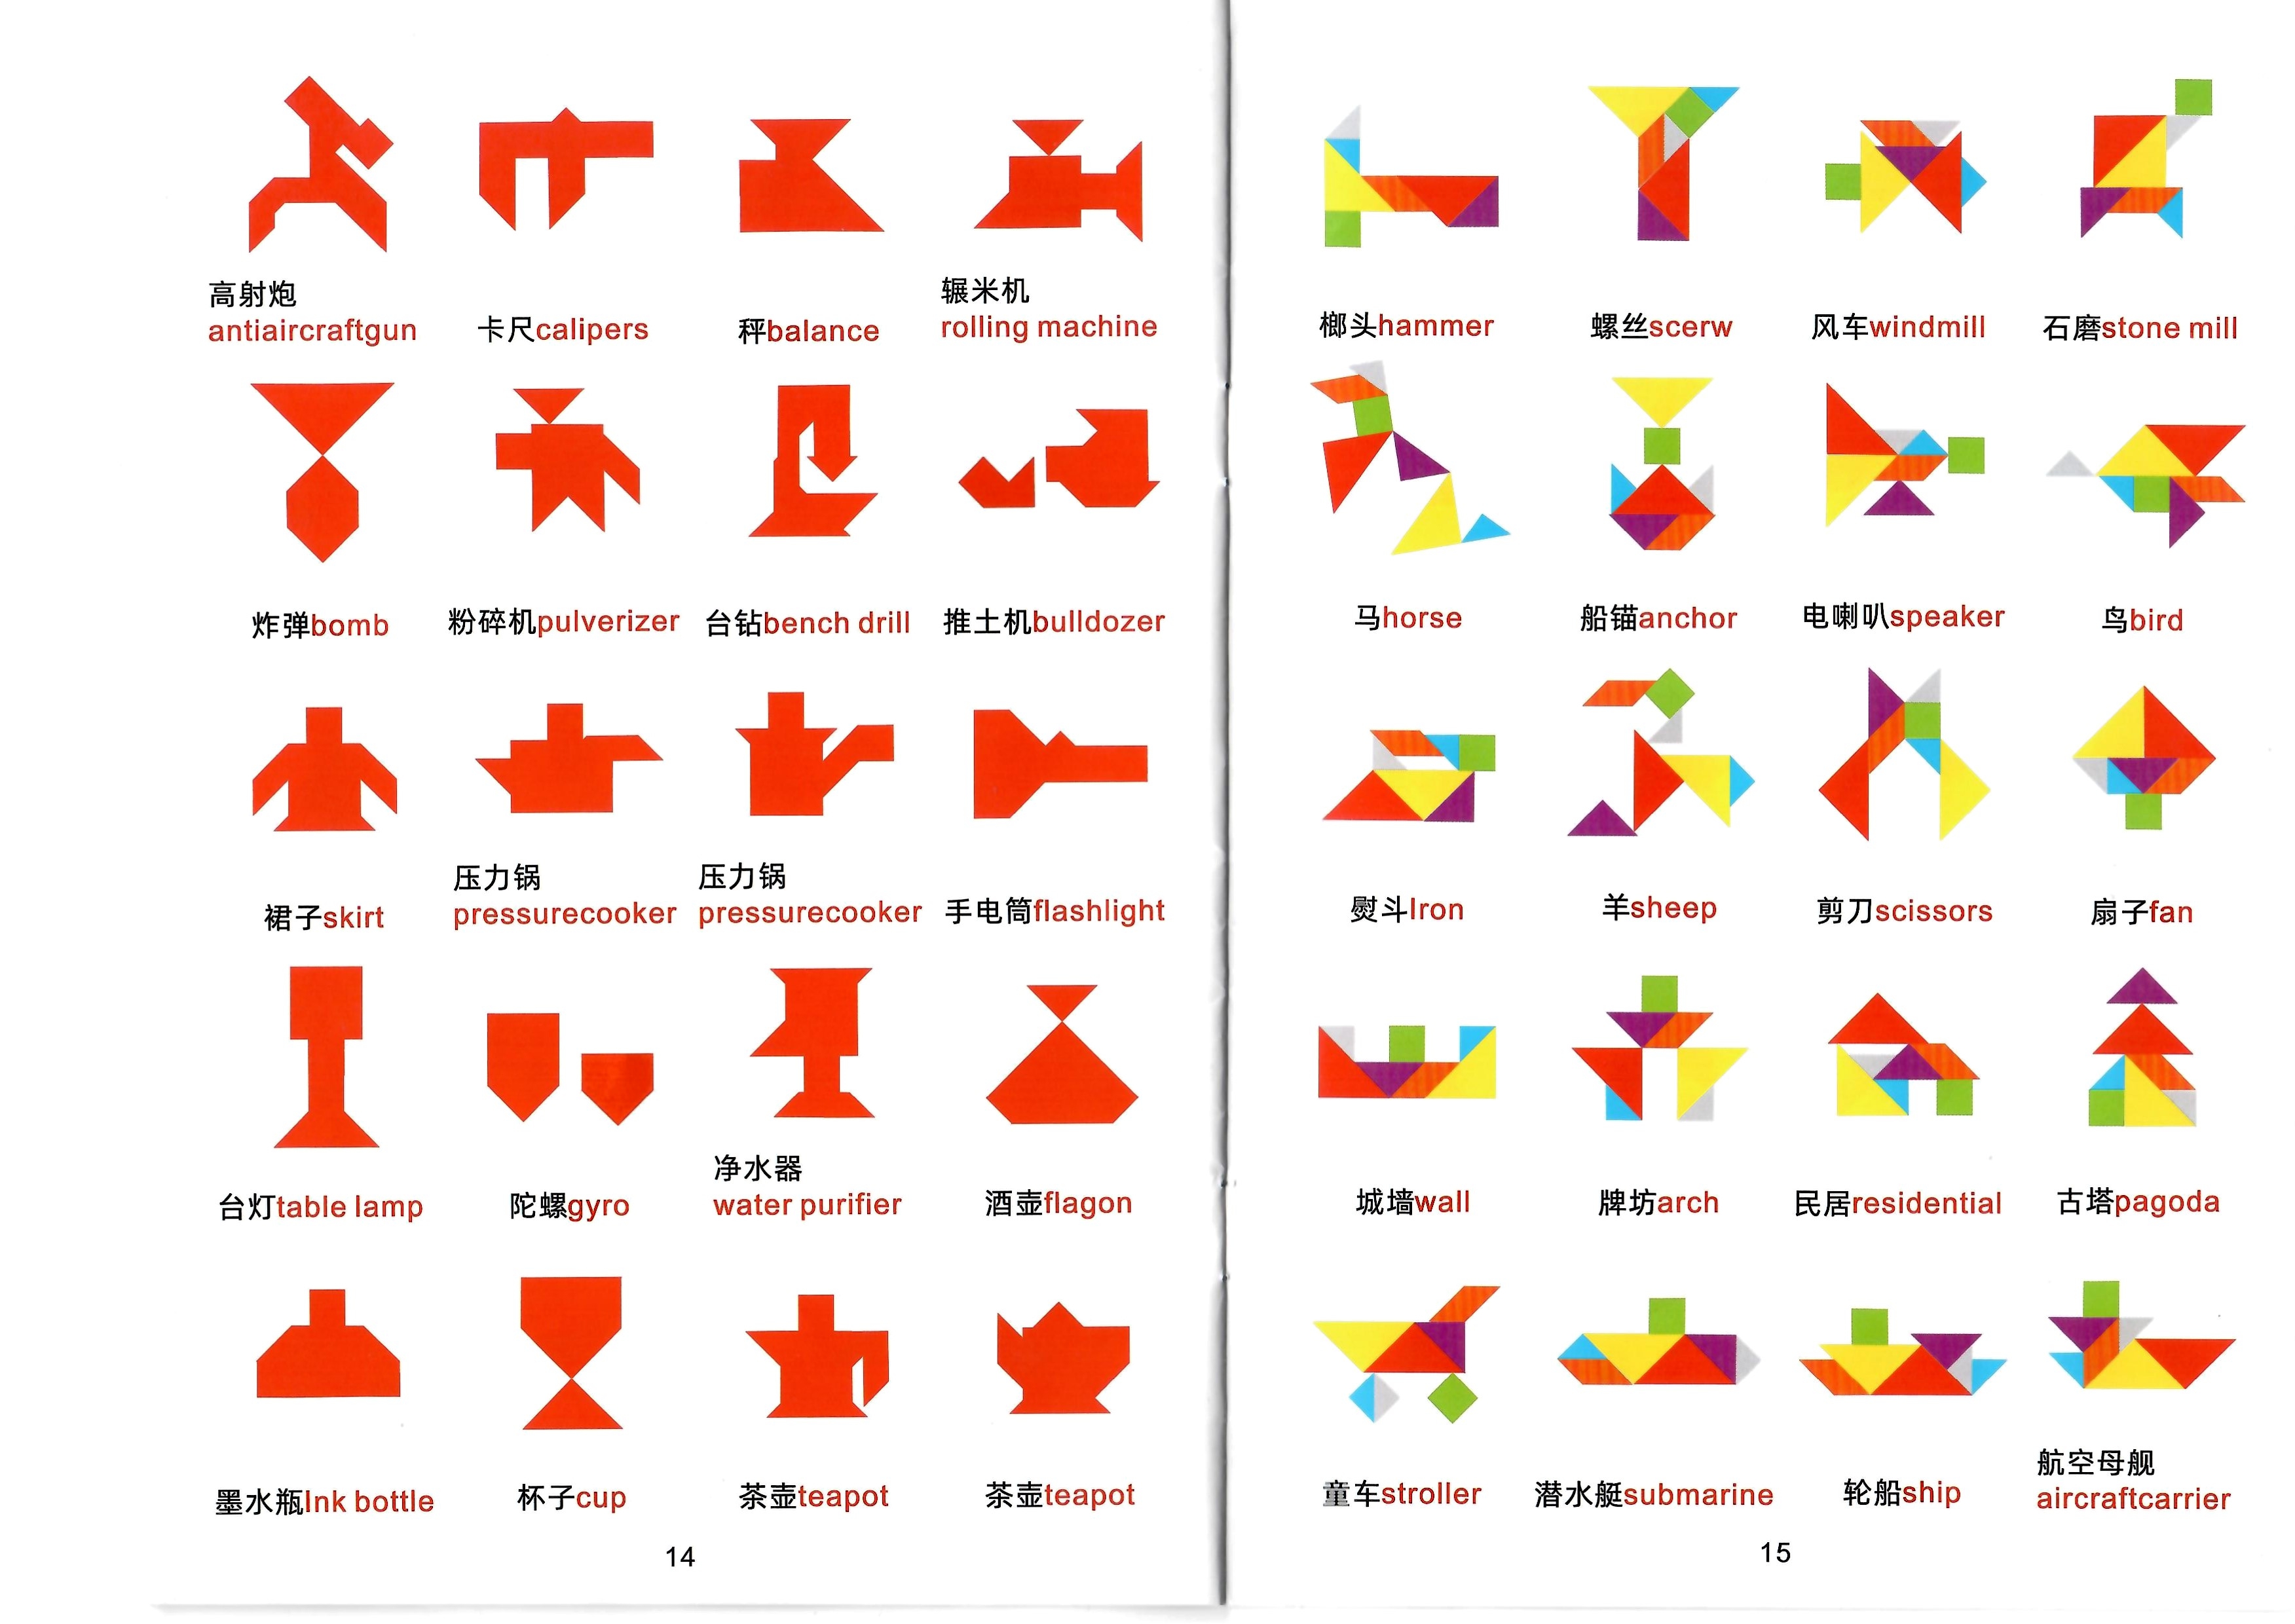 高射炮
antiaircraftgun
卡尺calipers
秤balance
辗米机
rolling machine
炸弹bomb
粉碎机pulverizer
台钻bench drill
推土机bulldozer
裙子skirt
压力锅
pressurecooker
压力锅
pressurecooker
手电筒flashlight
台灯table lamp
陀螺gyro
净水器
water purifier
酒壶flagon
墨水瓶Ink bottle
杯子cup
茶壶teapot
茶壶teapot
14
榔头hammer
螺丝scerw
风车windmill
石磨stone mill
马horse
船锚anchor
电喇叭speaker
鸟bird
熨斗Iron
羊sheep
剪刀scissors
扇子fan
城墙wall
牌坊arch
民居residential
古塔pagoda
童车stroller
潜水艇submarine
轮船ship
航空母舰
aircraftcarrier
15